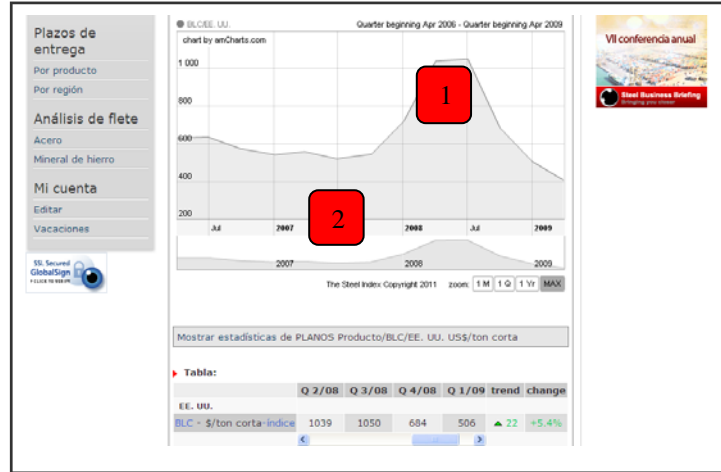 Plazos de
entrega
Por producto
Por región
Análisis de flete
Acero
Mineral de hierro
Mi cuenta
Editar
Vacaciones
SSL Secured
GlobalSign
BLC/EE. UU.
Quarter beginning Apr 2006 - Quarter beginning Apr 2009
chart by amCharts.com
1 000
800
600
400
200
1
2
Jul
2007
2008
Jul
2009
2007
2008
2009
The Steel Index Copyright 2011
zoom:
1 M
1 Q
1 Yr
MAX
Mostrar estadísticas de PLANOS Producto/BLC/EE. UU. US$/ton corta
Tabla:
Q 2/08 Q 3/08 Q 4/08 Q 1/09 trend change
EE. UU.
BLC - $/ton corta-índice 1039 1050 684 506 22 +5.4%
VII conferencia anual
Steel Business Briefing
Bringing you closer